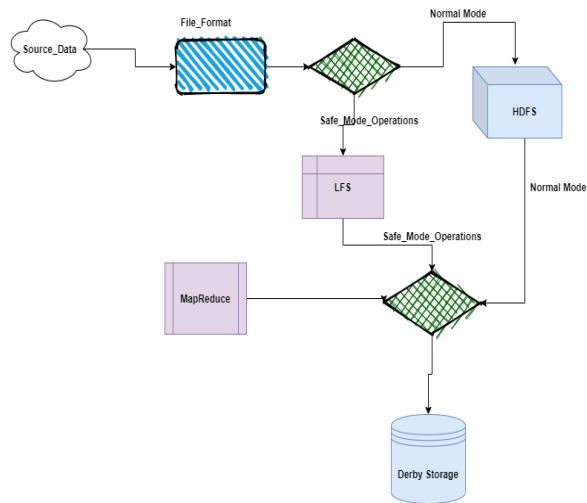 Normal Mode
File_Format
Source_Data
HDFS
Safe_Mode_Operations
LFS
Normal Mode
Safe_Mode_Operations
MapReduce
Derby Storage